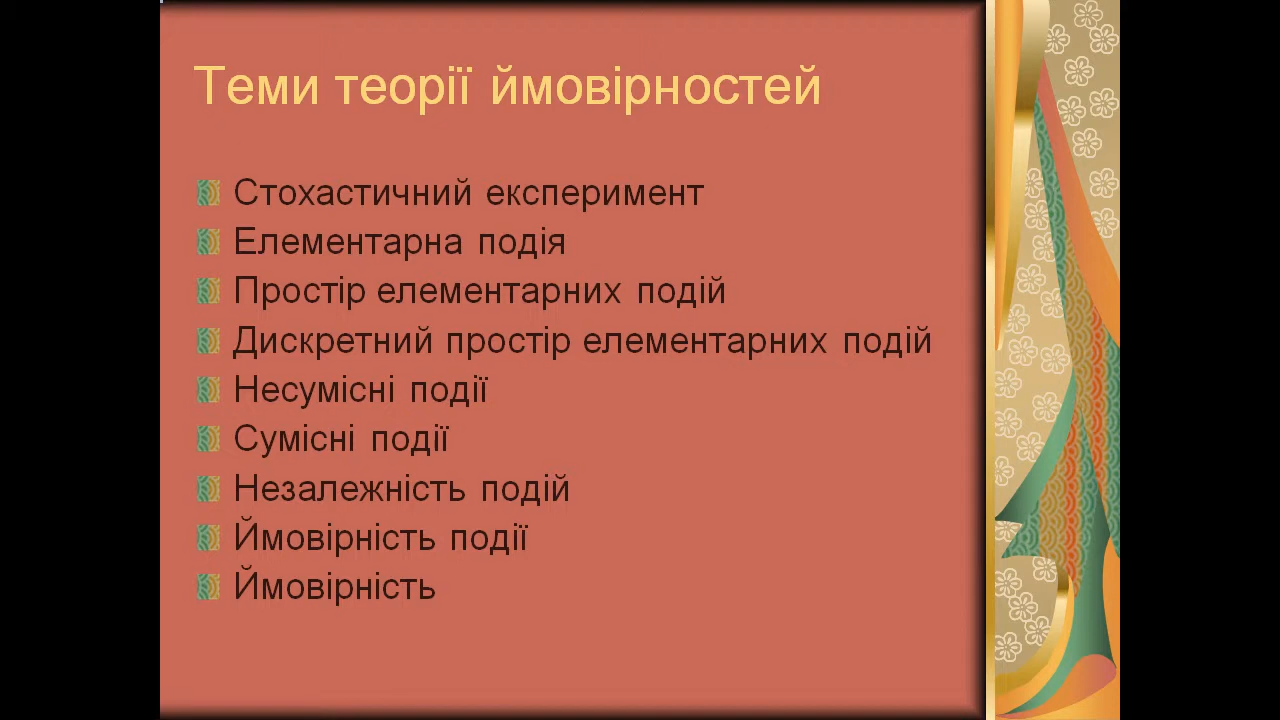 Теми теорії ймовірностей
Стохастичний експеримент
Елементарна подія
Простір елементарних подій
Дискретний простір елементарних подій
Несумісні події
Сумісні події
Незалежність подій
Ймовірність події
Ймовірність